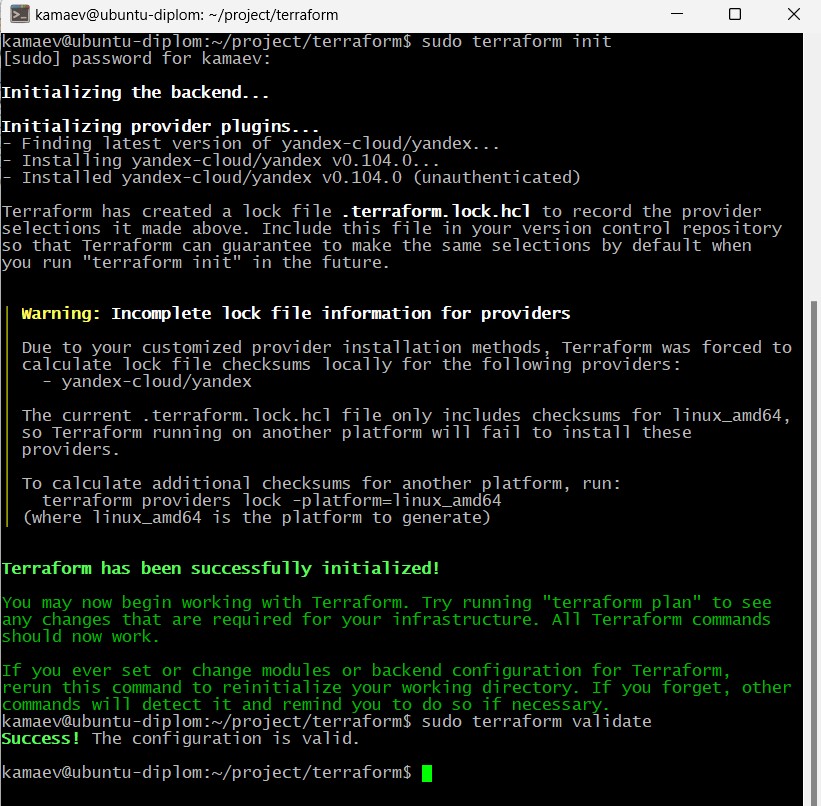 kamaev@ubuntu-diplom: ~/project/terraform
kamaev@ubuntu-diplom:~/project/terraform$ sudo terraform init
[sudo] password for kamaev:
Initializing the backend...
Initializing provider plugins...
- Finding latest version of yandex-cloud/yandex...
- Installing yandex-cloud/yandex v0.104.0...
- Installed yandex-cloud/yandex v0.104.0 (unauthenticated)
Terraform has created a lock file .terraform.lock.hcl to record the provider
selections it made above. Include this file in your version control repository
so that Terraform can guarantee to make the same selections by default when
you run "terraform init" in the future.
Warning: Incomplete lock file information for providers
Due to your customized provider installation methods, Terraform was forced to
calculate lock file checksums locally for the following providers:
- yandex-cloud/yandex
The current .terraform.lock.hcl file only includes checksums for linux_amd64,
so Terraform running on another platform will fail to install these
providers.
To calculate additional checksums for another platform, run:
terraform providers lock -platform=linux_amd64
(where linux_amd64 is the platform to generate)
Terraform has been successfully initialized!
You may now begin working with Terraform. Try running "terraform plan" to see
any changes that are required for your infrastructure. All Terraform commands
should now work.
If you ever set or change modules or backend configuration for Terraform,
rerun this command to reinitialize your working directory. If you forget, other
commands will detect it and remind you to do so if necessary.
kamaev@ubuntu-diplom:~/project/terraform$ sudo terraform validate
Success! The configuration is valid.
kamaev@ubuntu-diplom:~/project/terraform$